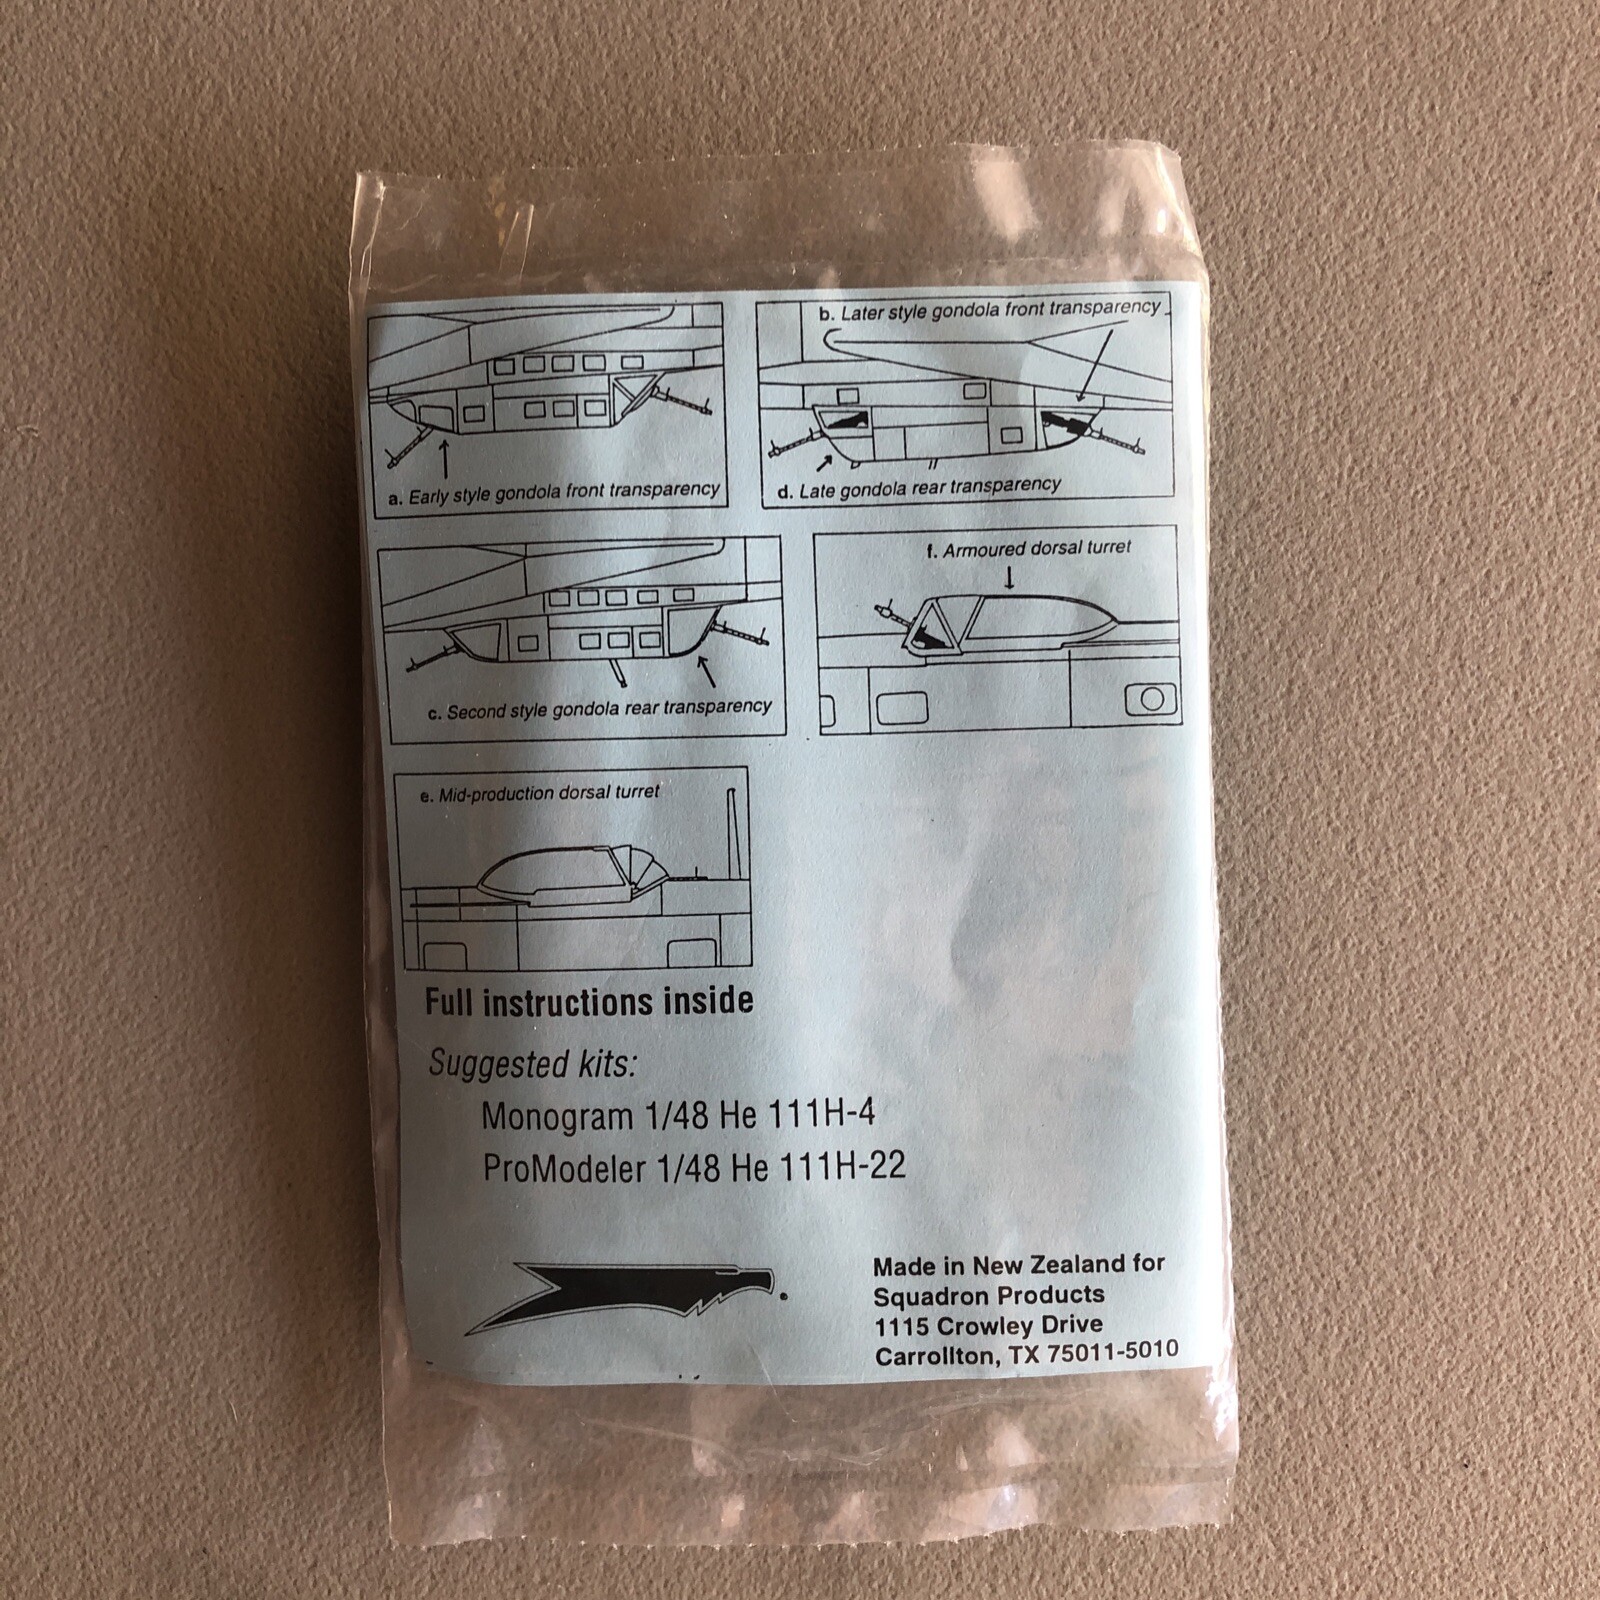 a. Early style gondola front transparency
b. Later style gondola front transparency
d. Late gondola rear transparency
c. Second style gondola rear transparency
f. Armoured dorsal turret
e. Mid-production dorsal turret
Full instructions inside
Suggested kits:
Monogram 1/48 He 111H-4
ProModeler 1/48 He 111H-22
Made in New Zealand for
Squadron Products
1115 Crowley Drive
Carrollton, TX 75011-5010